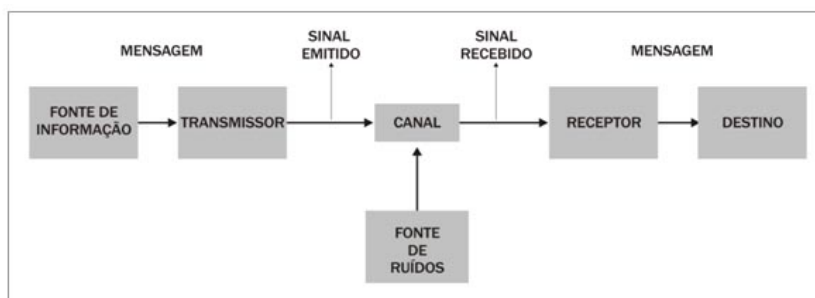 MENSAGEM
SINAL
EMITIDO
SINAL
RECEBIDO
MENSAGEM
FONTE DE
INFORMAÇÃO
TRANSMISSOR
CANAL
RECEPTOR
DESTINO
FONTE
DE
RUÍDOS